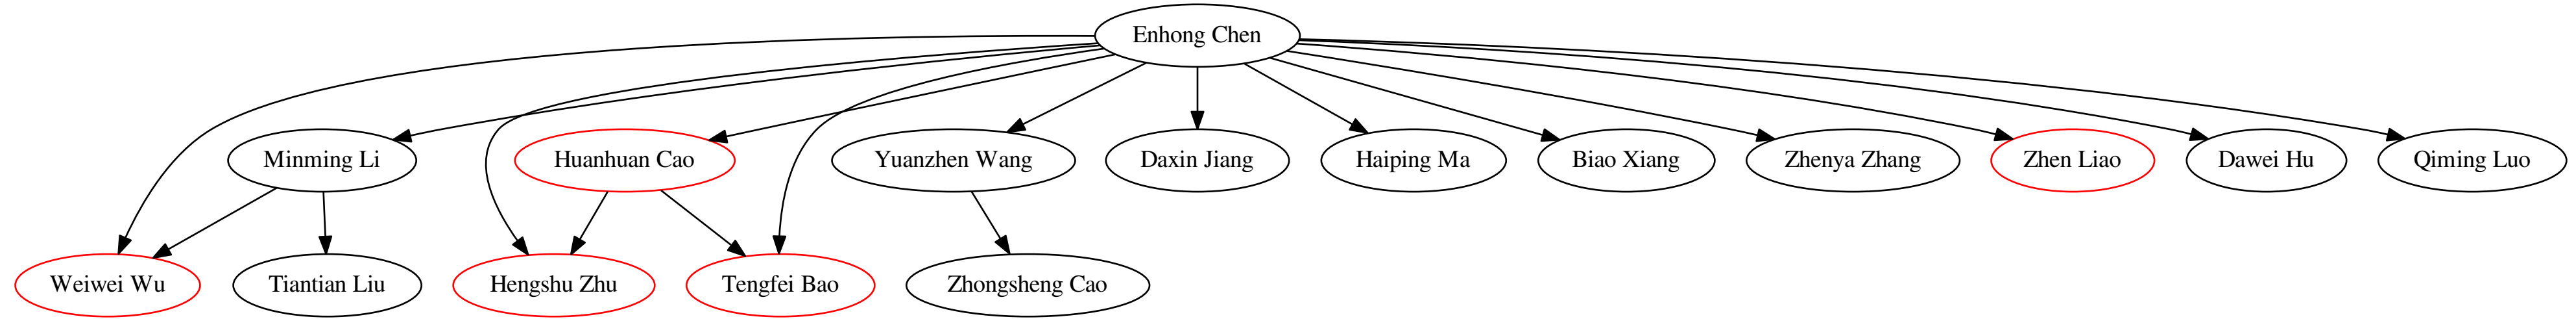 Enhong Chen
Minming Li
Huanhuan Cao
Yuanzhen Wang
Daxin Jiang
Haiping Ma
Biao Xiang
Zhenya Zhang
Zhen Liao
Dawei Hu
Qiming Luo
Weiwei Wu
Tiantian Liu
Hengshu Zhu
Tengfei Bao
Zhongsheng Cao